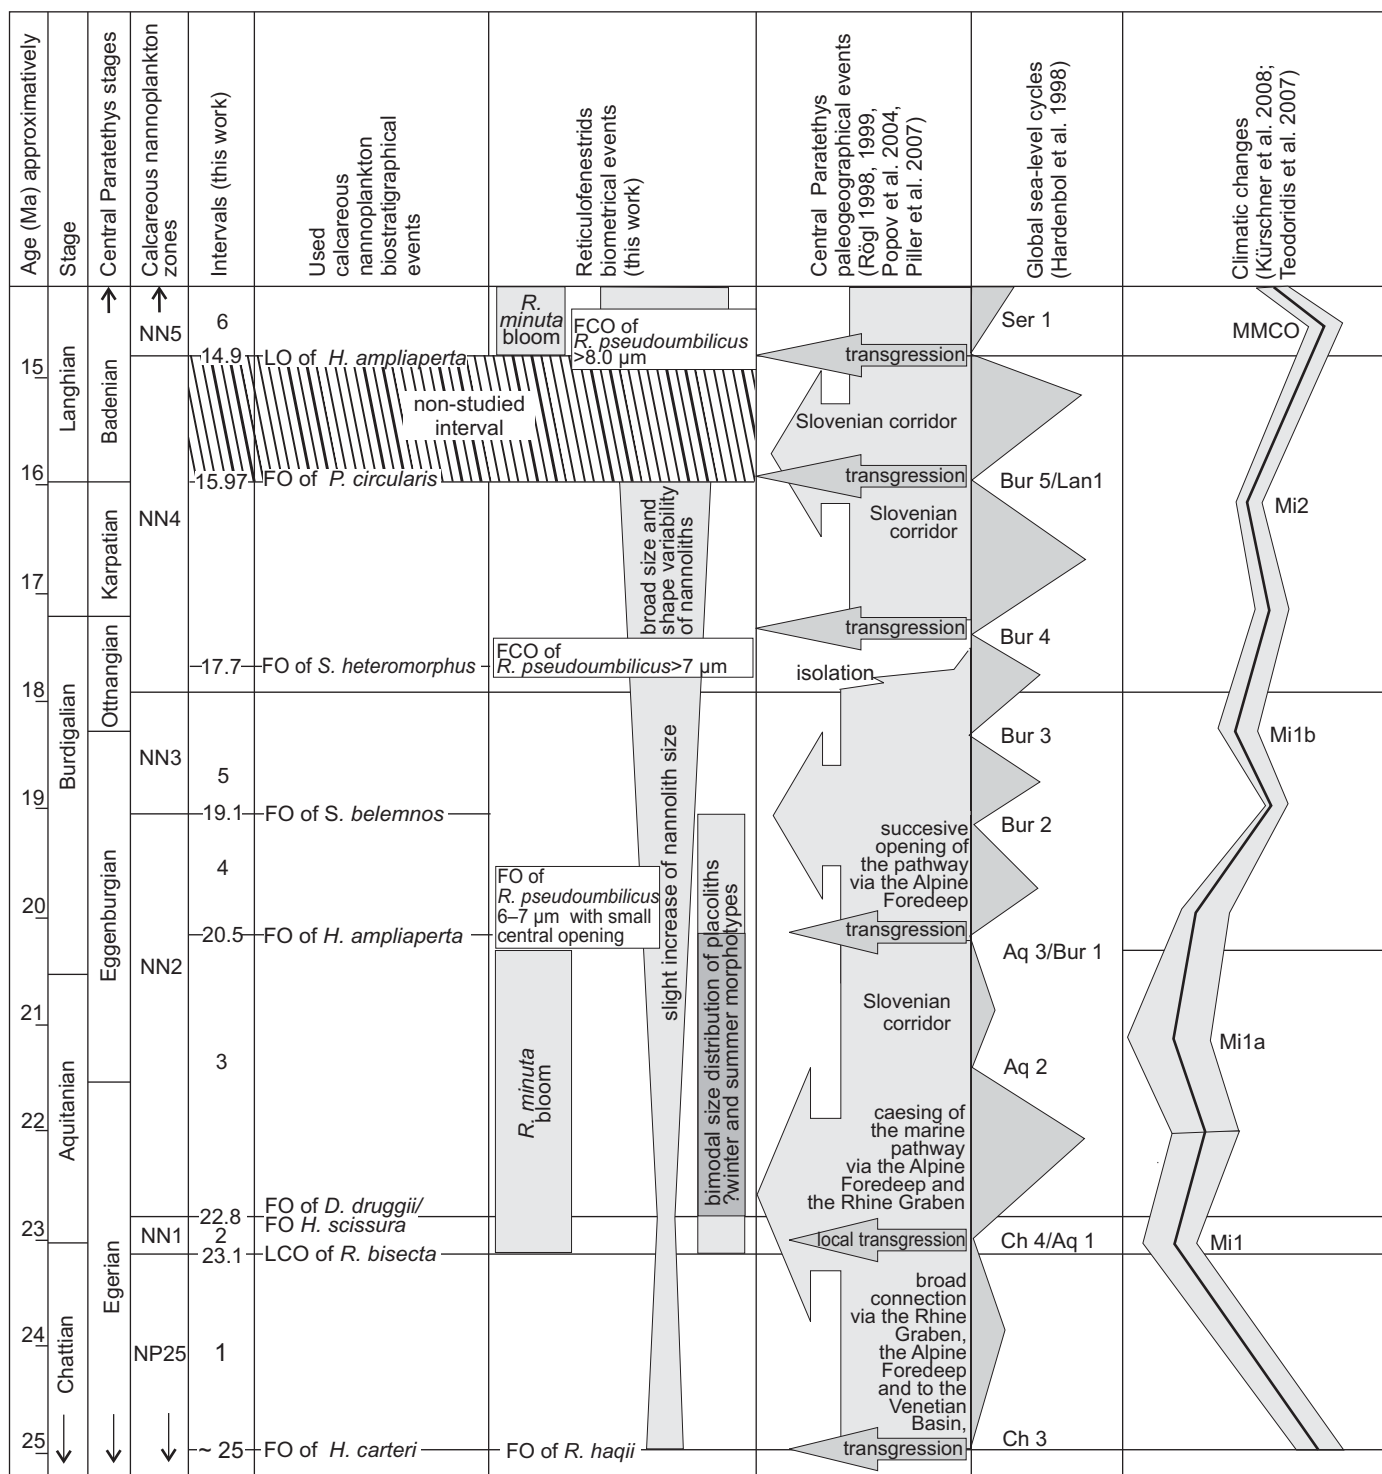 Age (Ma) approximatively
Stage
Central Paratethys stages
Calcareous nannoplankton
zones
Intervals (this work)
Used
calcareous
nannoplankton
biostratigraphical
events
Reticulofenestrids
biometrical events
(this work)
Central Paratethys
paleogeographical events
(Rögl 1998, 1999,
Popov et al. 2004,
Piller et al. 2007)
Global sea-level cycles
(Hardenbol et al. 1998)
Climatic changes
(Kürschner et al. 2008;
Teodoridis et al. 2007)
15
16
17
18
19
20
21
22
23
24
25
Langhian
Burdigalian
Aquitanian
Chattian
Badenian
Karpatian
Ottnangian
Eggenburgian
Egerian
NN5
NN4
NN3
NN2
NN1
NP25
6
14.9
15.97
17.7
5
19.1
4
20.5
3
22.8
2
23.1
1
~ 25
LO of H. ampliaperta
non-studied
interval
FO of P. circularis
FO of S. heteromorphus
FO of S. belemnos
FO of H. ampliaperta
FO of D. druggii/
FO H. scissura
LCO of R. bisecta
FO of H. carteri
R.
minuta
bloom
FCO of
R. pseudoumbilicus
>8.0 µm
broad size and
shape variability
of nannoliths
FCO of
R. pseudoumbilicus>7 µm
slight increase of nannolith size
FO of
R. pseudoumbilicus
6–7 µm with small
central opening
R. minuta
bloom
bimodal size distribution of placoliths
?winter and summer morphotypes
FO of R. haqii
transgression
Slovenian corridor
transgression
Slovenian
corridor
transgression
isolation
succesive
opening of
the pathway
via the Alpine
Foredeep
transgression
Slovenian
corridor
caesing of
the marine
pathway
via the Alpine
Foredeep and
the Rhine Graben
local transgression
broad
connection
via the Rhine
Graben,
the Alpine
Foredeep
and to the
Venetian
Basin,
transgression
Ser 1
Bur 5/Lan1
Bur 4
Bur 3
Bur 2
Aq 3/Bur 1
Aq 2
Ch 4/Aq 1
Ch 3
MMCO
Mi2
Mi1b
Mi1a
Mi1